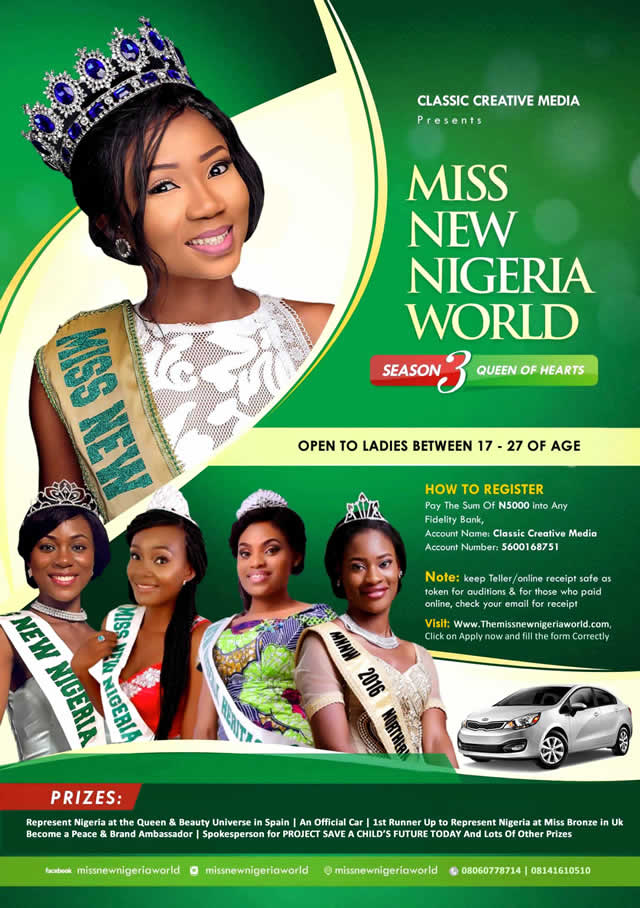 CLASSIC CREATIVE MEDIA
Presents
MISS
NEW
NIGERIA
WORLD
SEASON 3 QUEEN OF HEARTS
MISS NEW
OPEN TO LADIES BETWEEN 17 - 27 OF AGE
HOW TO REGISTER
Pay The Sum Of N5000 into Any
Fidelity Bank,
Account Name: Classic Creative Media
Account Number: 5600168751
Note: keep Teller/online receipt safe as
token for auditions & for those who paid
online, check your email for receipt
Visit; Www.Themissnewnigeriaworld.com,
Click on Apply now and fill the form Correctly
NEW NIGERIA
MISS NEW NIGERIA
MNNW 2016
PRIZES:
Represent Nigeria at the Queen & Beauty Universe in Spain | An Official Car | 1st Runner Up to Represent Nigeria at Miss Bronze in Uk
Become a Peace & Brand Ambassador | Spokesperson for PROJECT SAVE A CHILD'S FUTURE TODAY And Lots Of Other Prizes
facebook missnewnigeriaworld missnewnigeriaworld missnewnigeriaworld 08060778714 | 08141610510